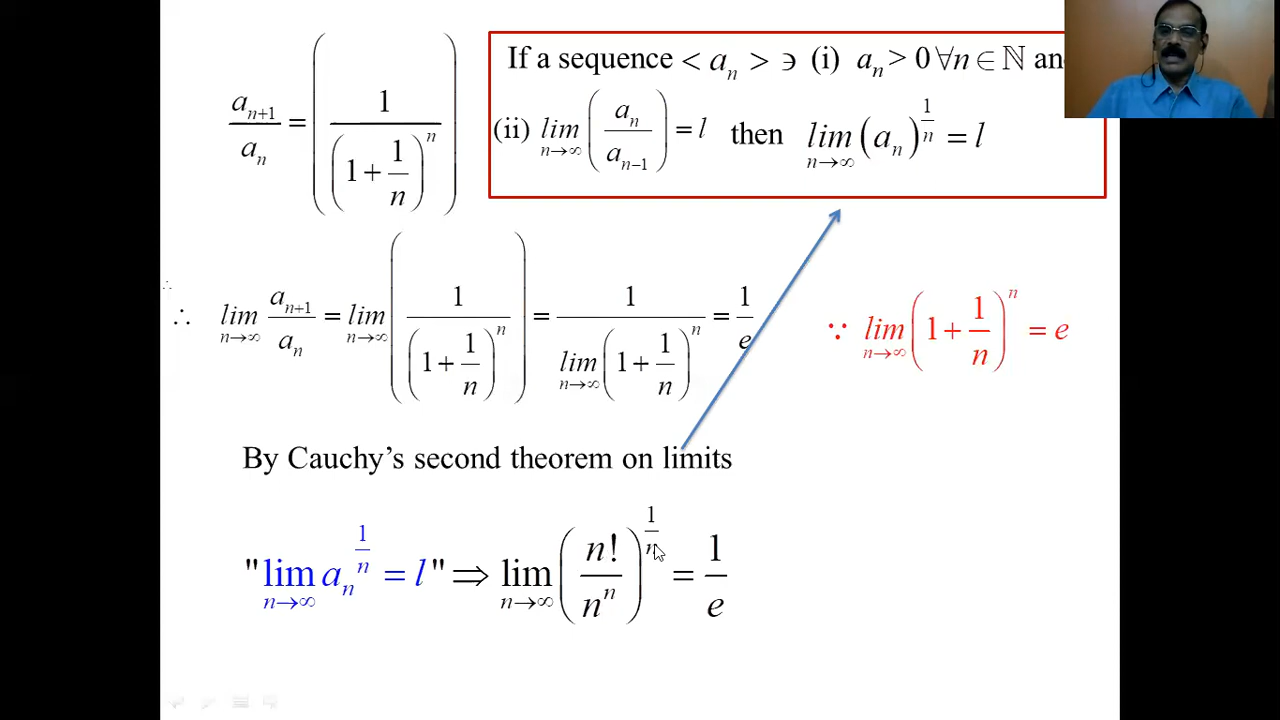 a_{n+1}/a_n = (1/(1+1/n)^n)
If a sequence < a_n > ∍ (i) a_n > 0 ∀n ∈ ℕ
(ii) lim_{n→∞} (a_n/a_{n−1}) = l then lim_{n→∞} (a_n)^{1/n} = l
∴ lim_{n→∞} a_{n+1}/a_n = lim_{n→∞} (1/(1+1/n)^n) = 1/lim_{n→∞} (1+1/n)^n = 1/e
∵ lim_{n→∞} (1+1/n)^n = e
By Cauchy’s second theorem on limits
"lim_{n→∞} a_n^{1/n} = l" ⇒ lim_{n→∞} (n!/n^n)^{1/n} = 1/e